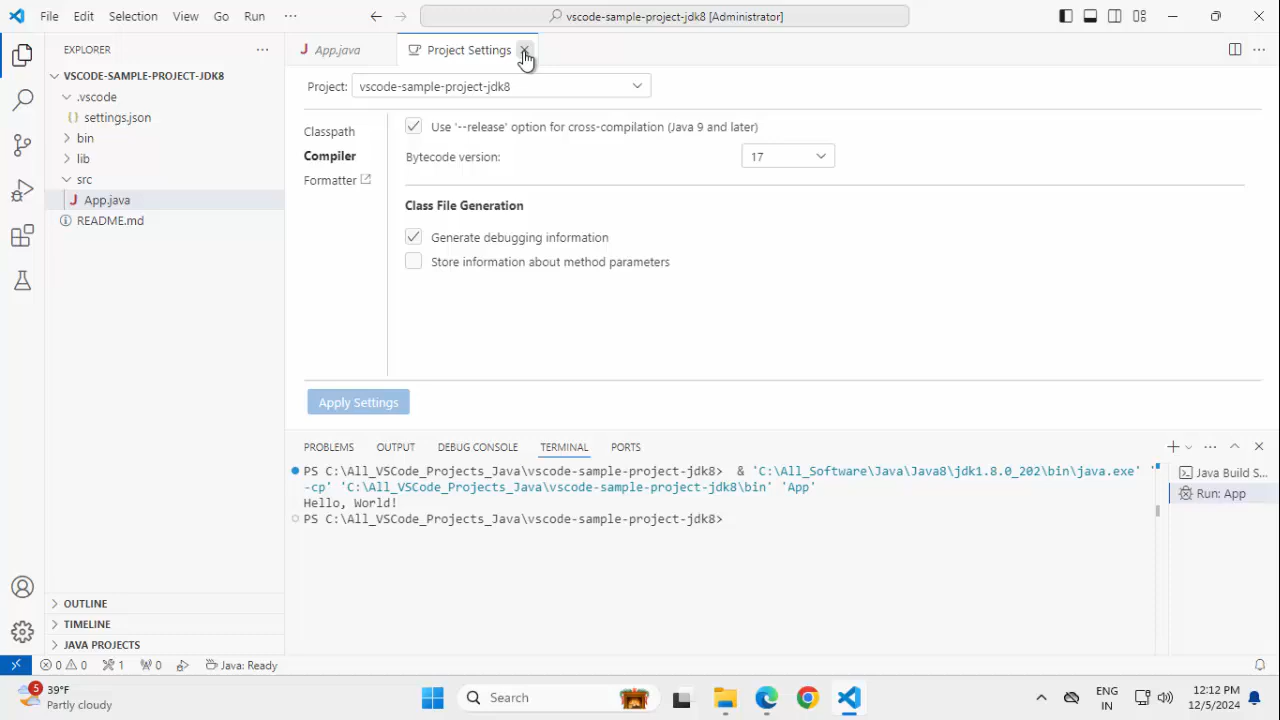 File Edit Selection View Go Run ···
vscode-sample-project-jdk8 [Administrator]
EXPLORER
App.java
Project Settings
VSCODE-SAMPLE-PROJECT-JDK8
.vscode
{} settings.json
bin
lib
src
J App.java
README.md
Project: vscode-sample-project-jdk8
Classpath
Compiler
Formatter
Use '--release' option for cross-compilation (Java 9 and later)
Bytecode version: 17
Class File Generation
Generate debugging information
Store information about method parameters
Apply Settings
PROBLEMS OUTPUT DEBUG CONSOLE TERMINAL PORTS
PS C:\All_VSCode_Projects_Java\vscode-sample-project-jdk8> & 'C:\All_Software\Java\Java8\jdk1.8.0_202\bin\java.exe' '
-cp' 'C:\All_VSCode_Projects_Java\vscode-sample-project-jdk8\bin' 'App'
Hello, World!
PS C:\All_VSCode_Projects_Java\vscode-sample-project-jdk8>
Java Build S...
Run: App
OUTLINE
TIMELINE
JAVA PROJECTS
0 0 1 0 Java: Ready
5
39°F
Partly cloudy
Search
ENG
IN
12:12 PM
12/5/2024